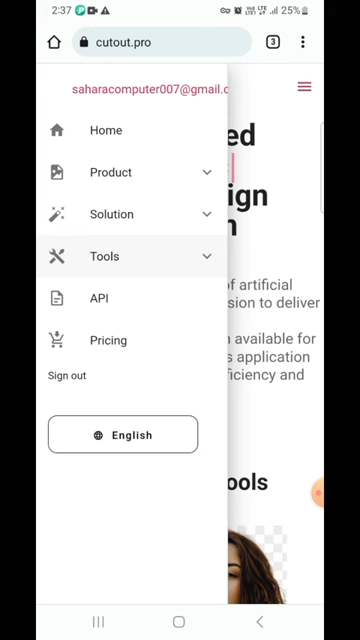 2:37
25%
cutout.pro
3
saharacomputer007@gmail.c
Home
Product
Solution
Tools
API
Pricing
Sign out
English
ed
ign
n
of artificial
sion to deliver
n available for
s application
ficiency and
ools